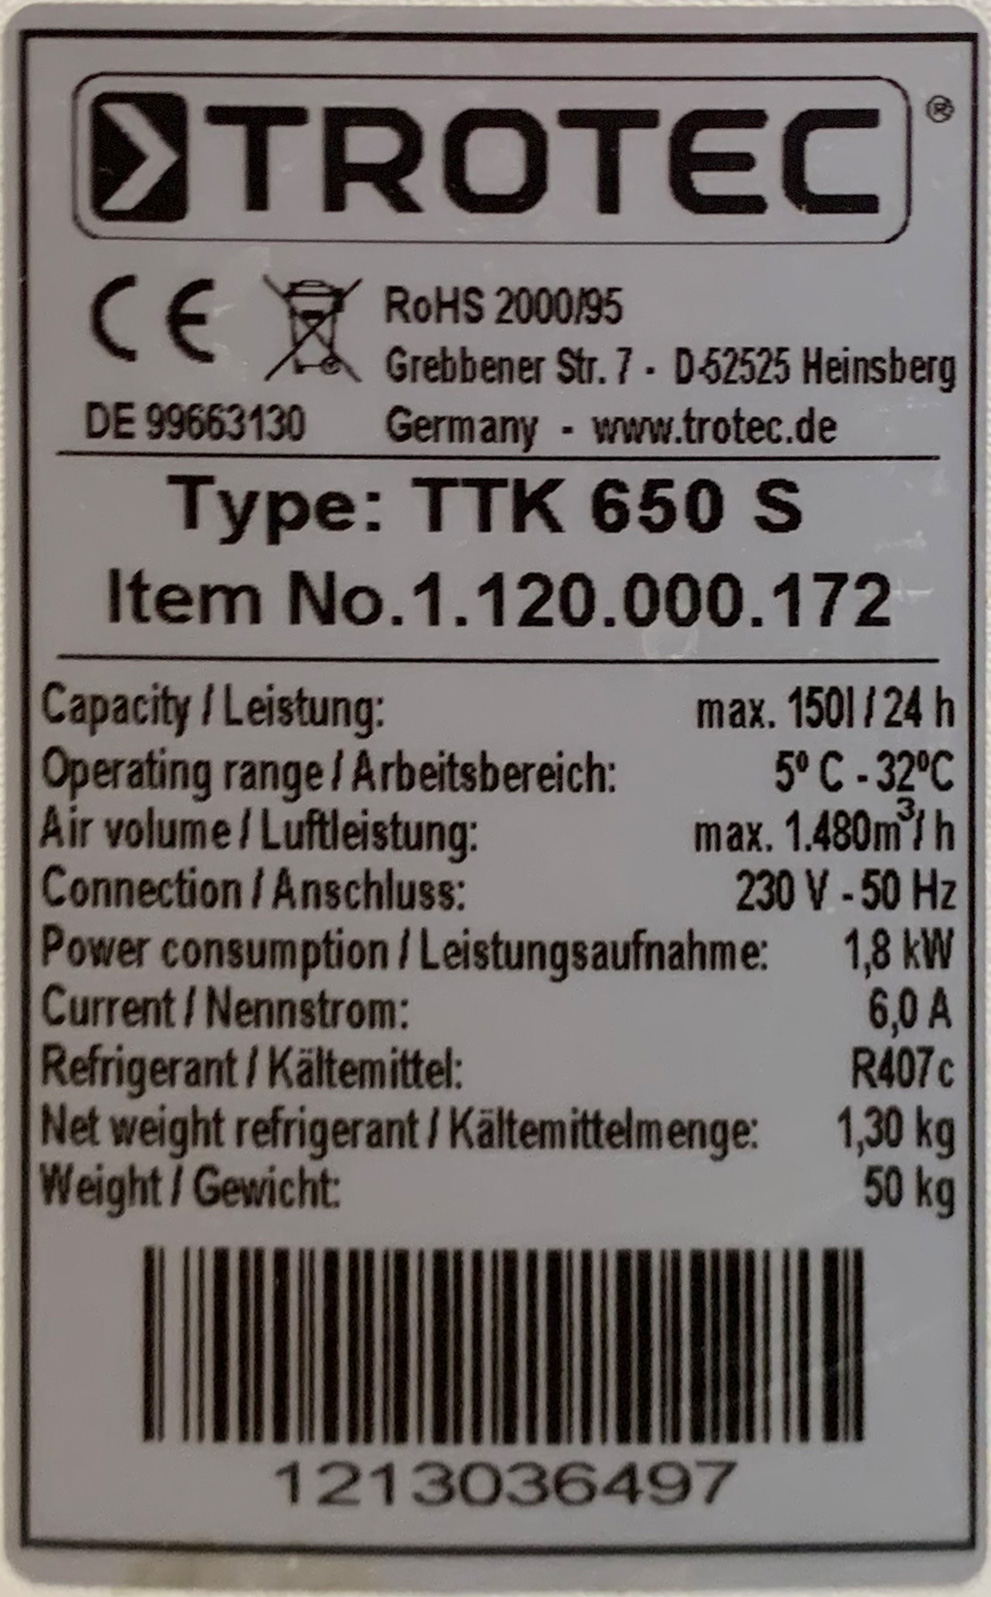 TROTEC ®
CE RoHS 2000/95
Grebbener Str. 7 - D-52525 Heinsberg
DE 99663130 Germany - www.trotec.de
Type: TTK 650 S
Item No.1.120.000.172
Capacity / Leistung: max. 150l / 24 h
Operating range / Arbeitsbereich: 5° C - 32°C
Air volume / Luftleistung: max. 1.480m³/ h
Connection / Anschluss: 230 V - 50 Hz
Power consumption / Leistungsaufnahme: 1,8 kW
Current / Nennstrom: 6,0 A
Refrigerant / Kältemittel: R407c
Net weight refrigerant / Kältemittelmenge: 1,30 kg
Weight / Gewicht: 50 kg
1213036497